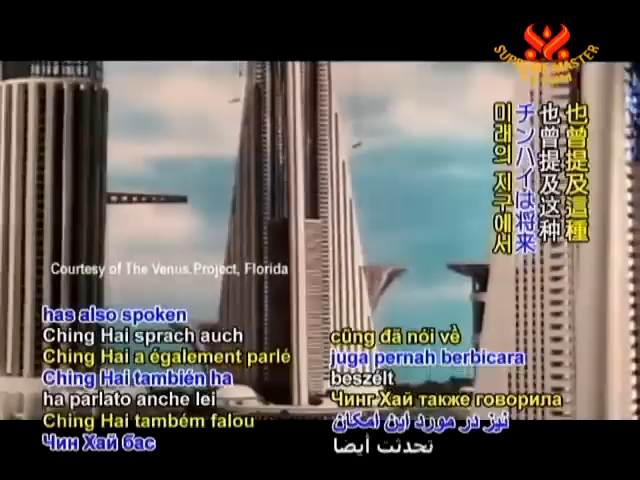 SUPREME MASTER
也曾提及這種
也曾提及这种
チンハイは将来
미래의 지구에서
Courtesy of The Venus Project, Florida
has also spoken
Ching Hai sprach auch
Ching Hai a également parlé
Ching Hai también ha
ha parlato anche lei
Ching Hai também falou
Чин Хай бас
cũng đã nói về
juga pernah berbicara
beszélt
Чинг Хай также говорила
نیز در مورد این امکان
تحدثت أيضا